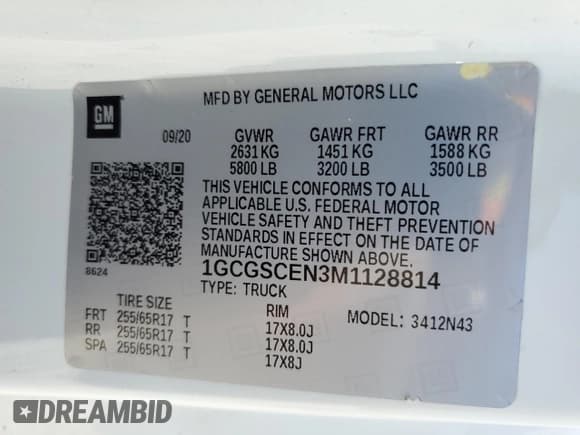 GM
MFD BY GENERAL MOTORS LLC
09/20 GVWR GAWR FRT GAWR RR
2631 KG 1451 KG 1588 KG
5800 LB 3200 LB 3500 LB
THIS VEHICLE CONFORMS TO ALL
APPLICABLE U.S. FEDERAL MOTOR
VEHICLE SAFETY AND THEFT PREVENTION
STANDARDS IN EFFECT ON THE DATE OF
MANUFACTURE SHOWN ABOVE.
8624
1GCGSCEN3M1128814
TYPE: TRUCK
TIRE SIZE RIM MODEL: 3412N43
FRT 255/65R17 T 17X8.0J
RR 255/65R17 T 17X8.0J
SPA 255/65R17 T 17X8J
DREAMBID